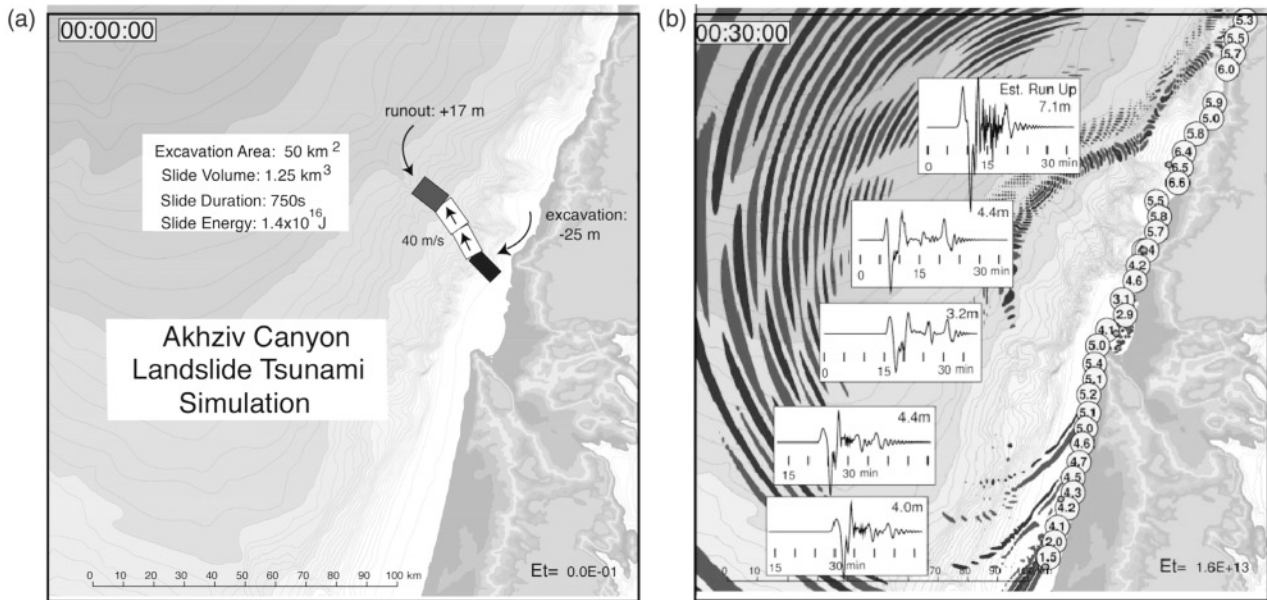 (a)
00:00:00
runout: +17 m
Excavation Area: 50 km 2
Slide Volume: 1.25 km3
Slide Duration: 750s
Slide Energy: 1.4x10 16 J
40 m/s
excavation:
-25 m
Akhziv Canyon
Landslide Tsunami
Simulation
0 10 20 30 40 50 60 70 80 90 100 km
Et= 0.0E-01
(b)
00:30:00
Est. Run Up
7.1m
0 15 30 min
4.4m
0 15 30 min
3.2m
0 15 30 min
4.4m
15 30 min
4.0m
15 30 min
5.3
5.5
5.7
6.0
5.9
5.0
5.8
6.4
6.5
6.6
5.5
5.8
5.7
4.2
4.6
3.1
2.9
4.1
5.0
5.4
5.1
5.2
5.1
5.0
4.6
4.7
4.5
4.3
4.2
4.1
1.5
Et= 1.6E+13